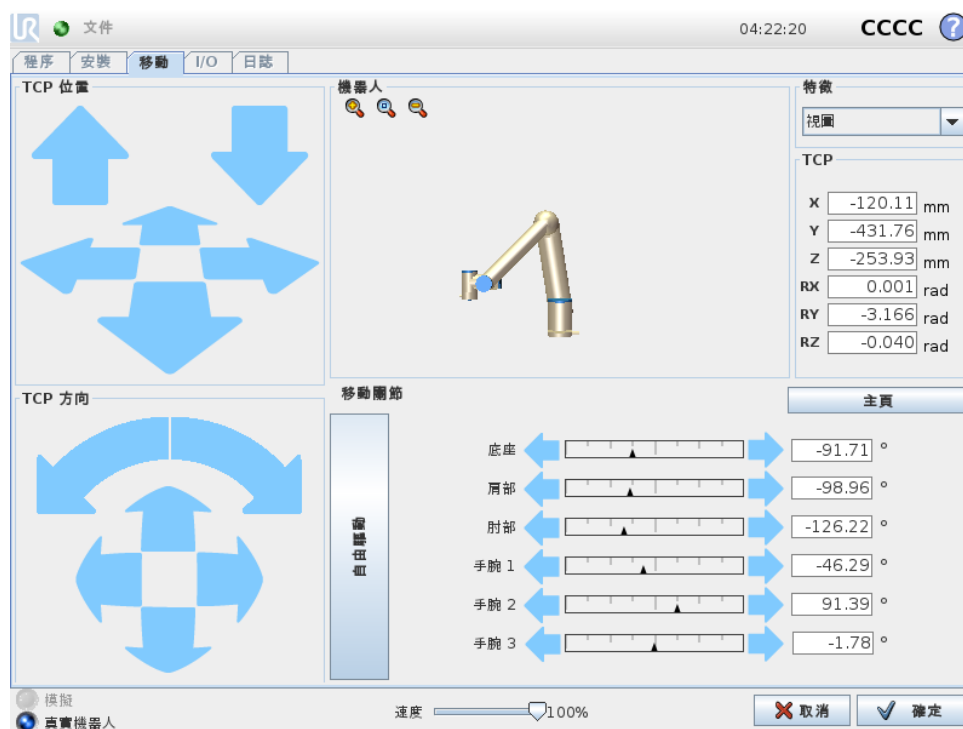 UR 文件 04:22:20 CCCC ?
程序 安裝 移動 I/O 日誌
TCP 位置
機器人
特徵
視圖
TCP
X -120.11 mm
Y -431.76 mm
Z -253.93 mm
RX 0.001 rad
RY -3.166 rad
RZ -0.040 rad
TCP 方向
移動關節
主頁
自由驅動
底座 -91.71 °
肩部 -98.96 °
肘部 -126.22 °
手腕 1 -46.29 °
手腕 2 91.39 °
手腕 3 -1.78 °
模擬
真實機器人
速度 100%
取消
確定